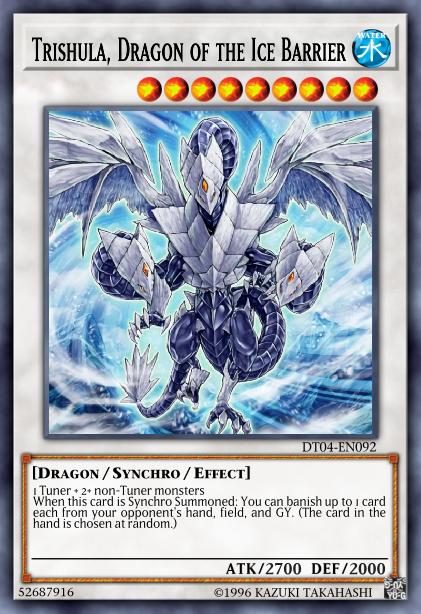 TRISHULA, DRAGON OF THE ICE BARRIER
WATER
水
DT04-EN092
[DRAGON / SYNCHRO / EFFECT]
1 Tuner + 2+ non-Tuner monsters
When this card is Synchro Summoned: You can banish up to 1 card
each from your opponent's hand, field, and GY. (The card in the
hand is chosen at random.)
ATK/2700 DEF/2000
52687916
©1996 KAZUKI TAKAHASHI